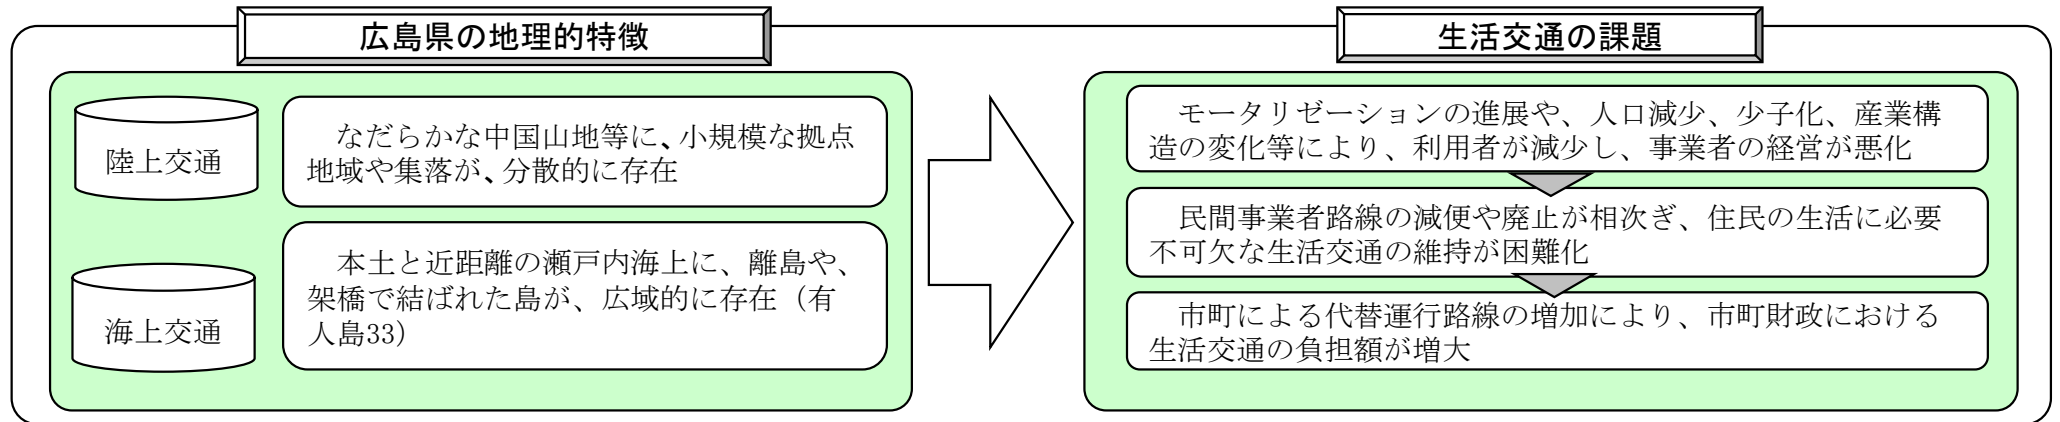 広島県の地理的特徴
陸上交通
なだらかな中国山地等に、小規模な拠点
地域や集落が、分散的に存在
海上交通
本土と近距離の瀬戸内海上に、離島や、
架橋で結ばれた島が、広域的に存在（有
人島33）
生活交通の課題
モータリゼーションの進展や、人口減少、少子化、産業構
造の変化等により、利用者が減少し、事業者の経営が悪化
民間事業者路線の減便や廃止が相次ぎ、住民の生活に必要
不可欠な生活交通の維持が困難化
市町による代替運行路線の増加により、市町財政における
生活交通の負担額が増大